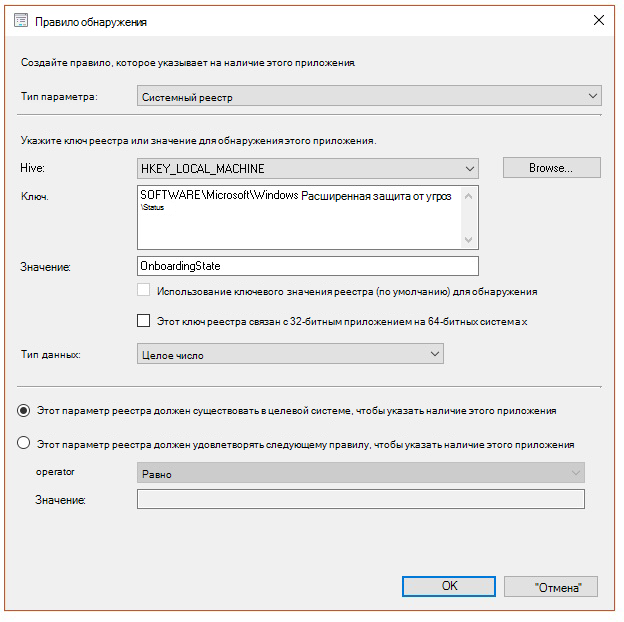 Правило обнаружения
Создайте правило, которое указывает на наличие этого приложения
Тип параметра:
Системный реестр
Укажите ключ реестра или значение для обнаружения этого приложения.
Hive:
HKEY_LOCAL_MACHINE
Browse...
Ключ.
SOFTWARE\Microsoft\Windows Расширенная защита от угроз
\Status
Значение:
OnboardingState
Использование ключевого значения реестра (по умолчанию) для обнаружения
Этот ключ реестра связан с 32-битным приложением на 64-битных системах
Тип данных:
Целое число
Этот параметр реестра должен существовать в целевой системе, чтобы указать наличие этого приложения
Этот параметр реестра должен удовлетворять следующему правилу, чтобы указать наличие этого приложения
operator
Равно
Значение:
OK
"Отмена"